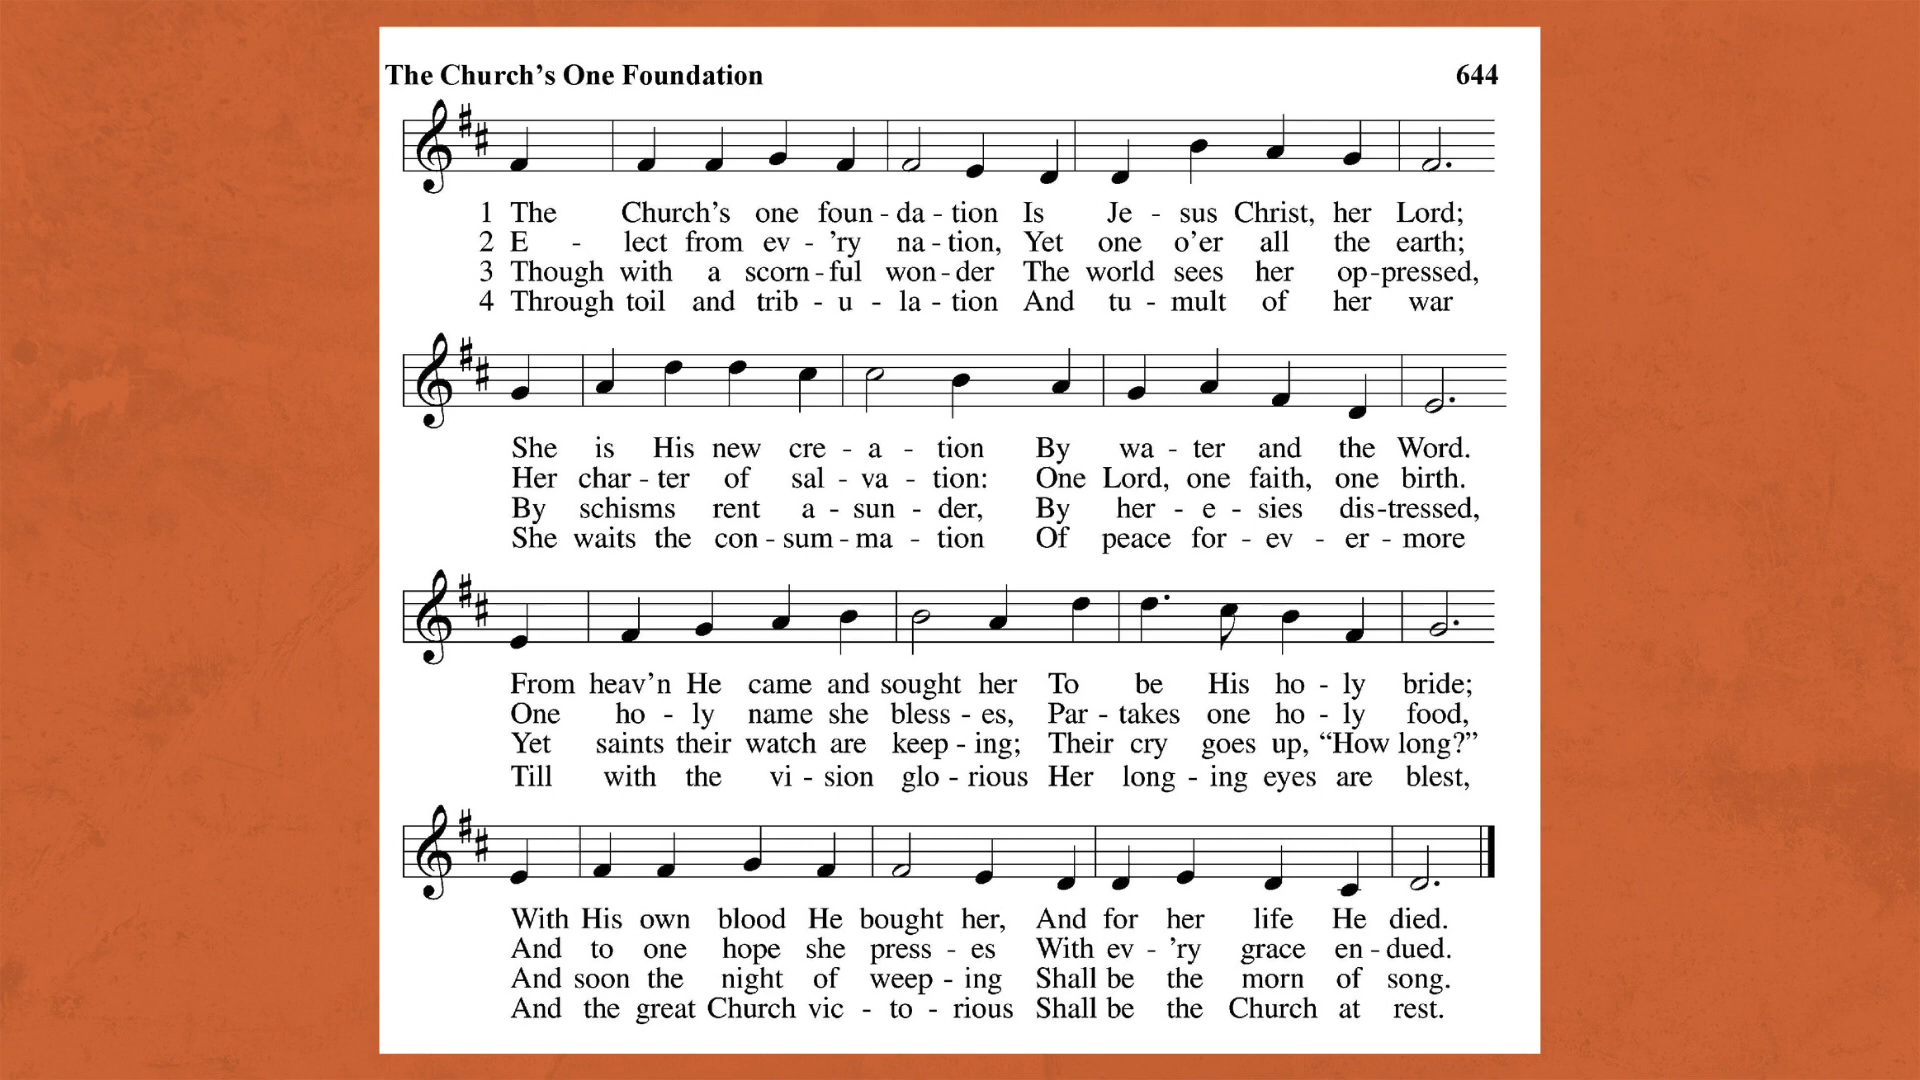 The Church’s One Foundation 644
1 The Church’s one foun - da - tion Is Je - sus Christ, her Lord;
2 E - lect from ev - ’ry na - tion, Yet one o’er all the earth;
3 Though with a scorn - ful won - der The world sees her op - pressed,
4 Through toil and trib - u - la - tion And tu - mult of her war
She is His new cre - a - tion By wa - ter and the Word.
Her char - ter of sal - va - tion: One Lord, one faith, one birth.
By schisms rent a - sun - der, By her - e - sies dis - tressed,
She waits the con - sum - ma - tion Of peace for - ev - er - more
From heav’n He came and sought her To be His ho - ly bride;
One ho - ly name she bless - es, Par - takes one ho - ly food,
Yet saints their watch are keep - ing; Their cry goes up, “How long?”
Till with the vi - sion glo - rious Her long - ing eyes are blest,
With His own blood He bought her, And for her life He died.
And to one hope she press - es With ev - ’ry grace en - dued.
And soon the night of weep - ing Shall be the morn of song.
And the great Church vic - to - rious Shall be the Church at rest.